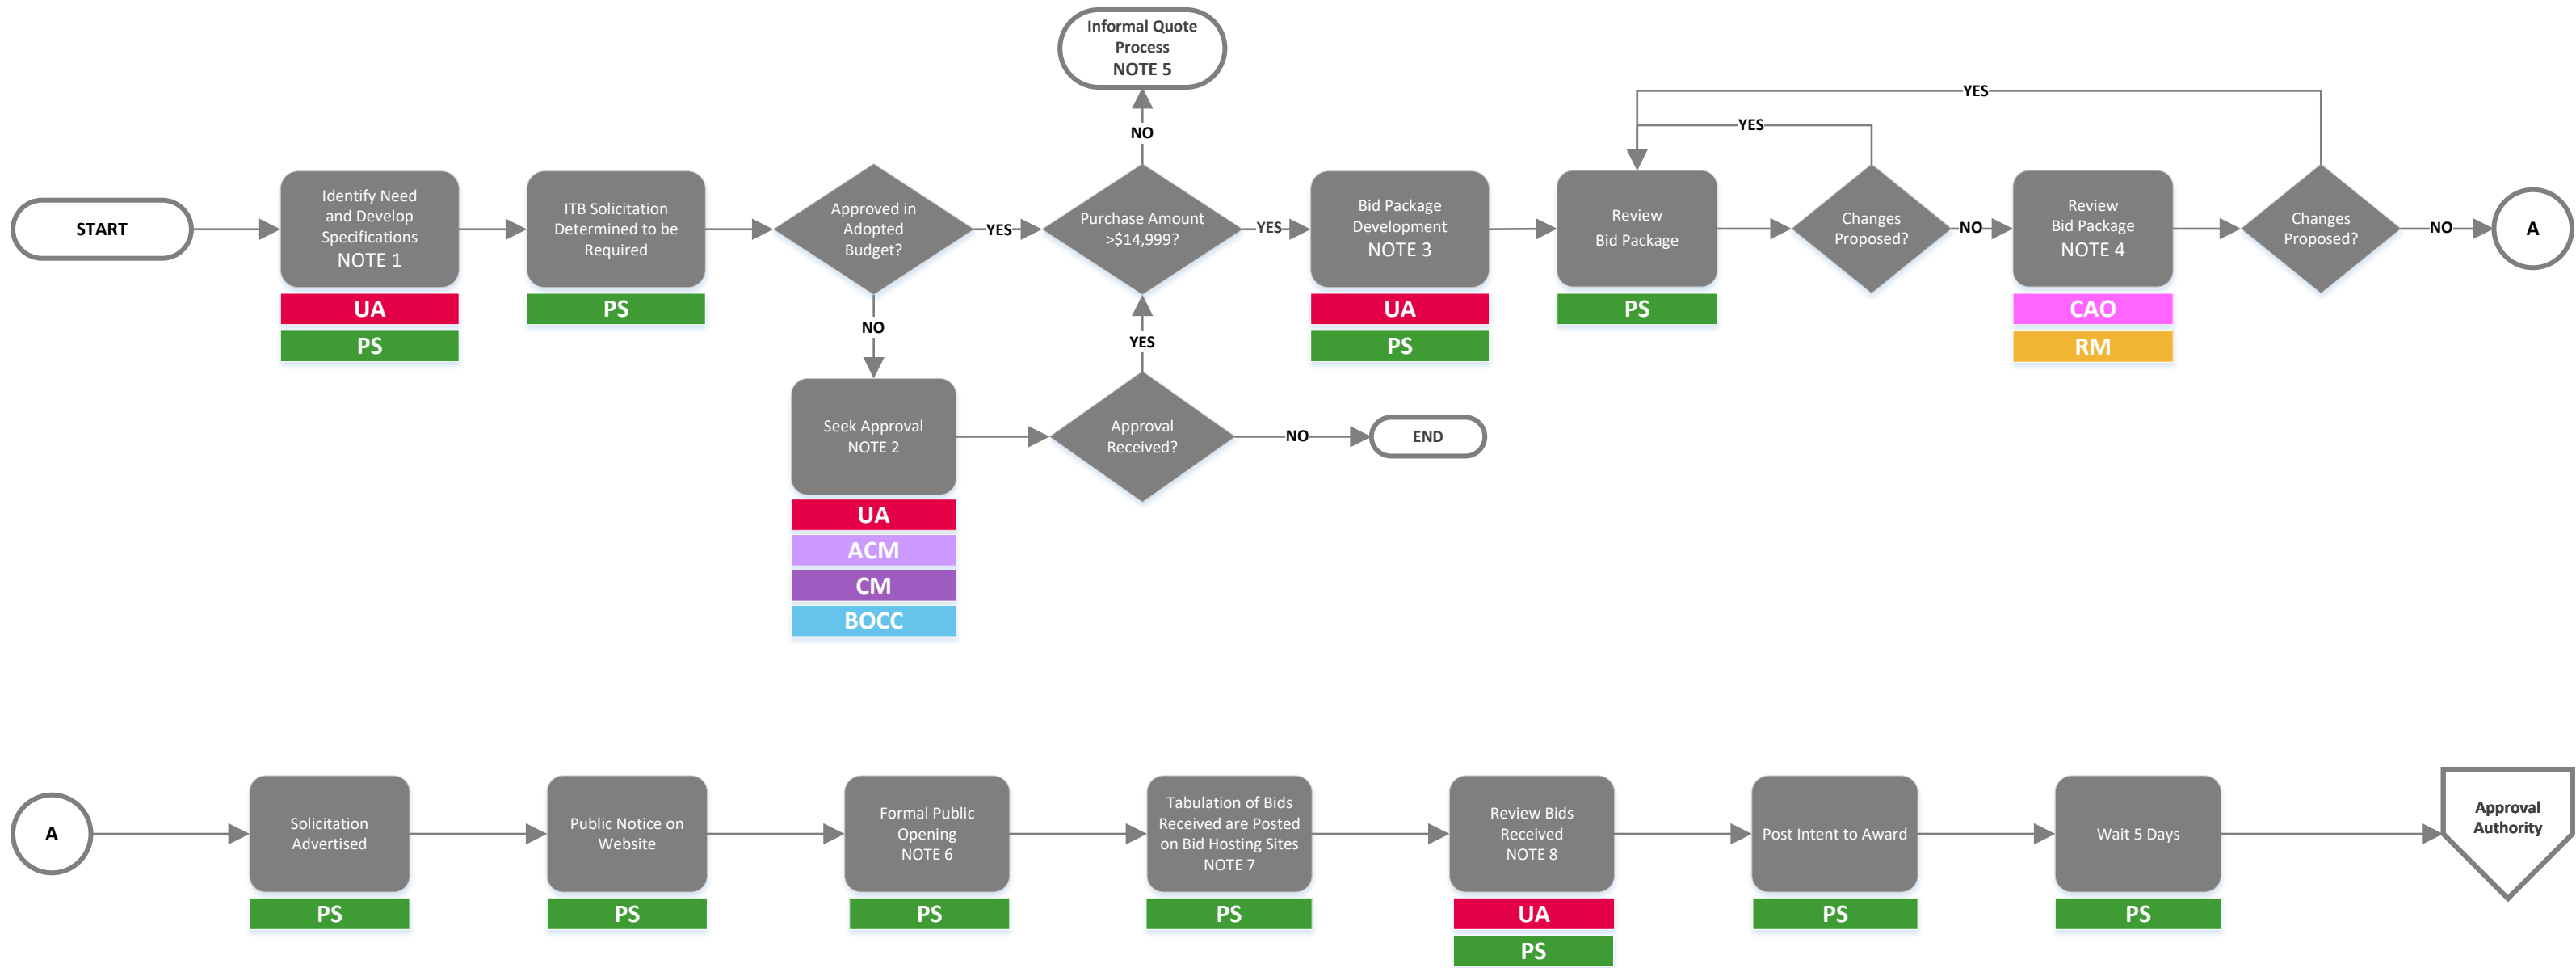 Informal Quote
Process
NOTE 5
NO
YES
YES
START
Identify Need
and Develop
Specifications
NOTE 1
UA
PS
ITB Solicitation
Determined to be
Required
PS
Approved in
Adopted
Budget?
YES
NO
Purchase Amount
>$14,999?
YES
YES
Bid Package
Development
NOTE 3
UA
PS
Review
Bid Package
PS
Changes
Proposed?
NO
Review
Bid Package
NOTE 4
CAO
RM
Changes
Proposed?
NO
A
Seek Approval
NOTE 2
UA
ACM
CM
BOCC
Approval
Received?
NO
END
A
Solicitation
Advertised
PS
Public Notice on
Website
PS
Formal Public
Opening
NOTE 6
PS
Tabulation of Bids
Received are Posted
on Bid Hosting Sites
NOTE 7
PS
Review Bids
Received
NOTE 8
UA
PS
Post Intent to Award
PS
Wait 5 Days
PS
Approval
Authority